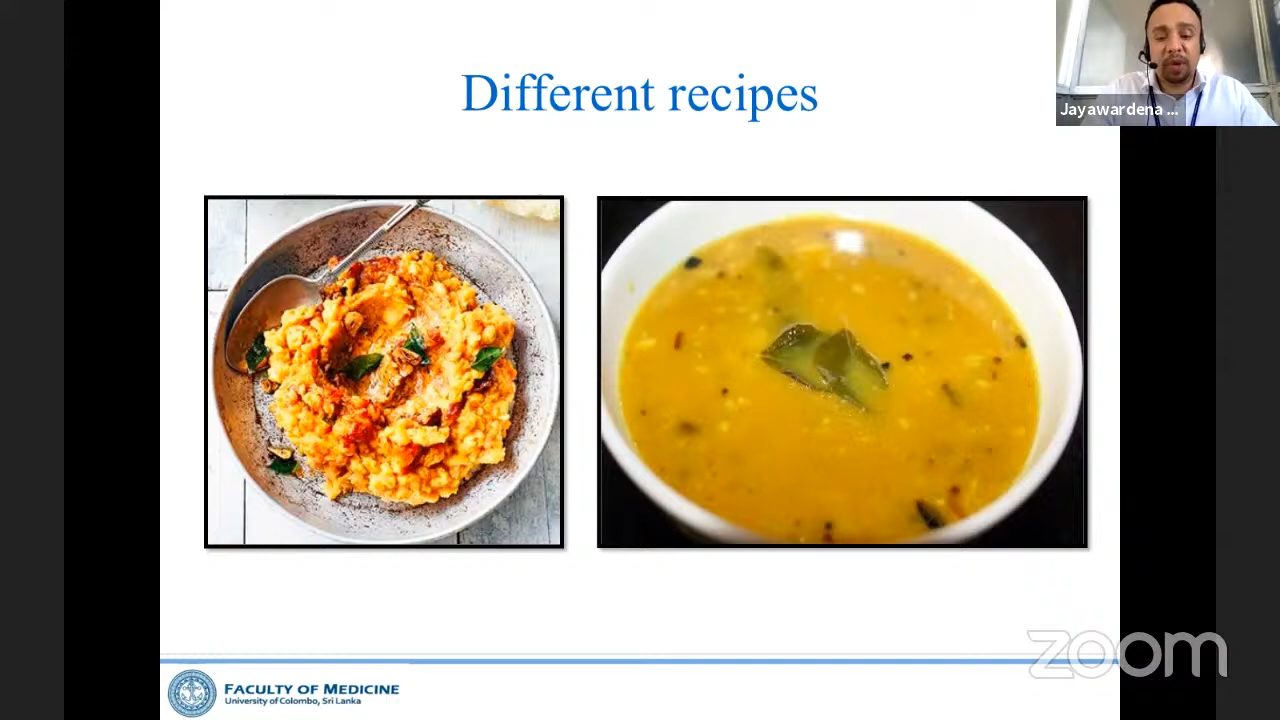 Different recipes
Jayawardena ...
zoom
FACULTY OF MEDICINE
University of Colombo, Sri Lanka